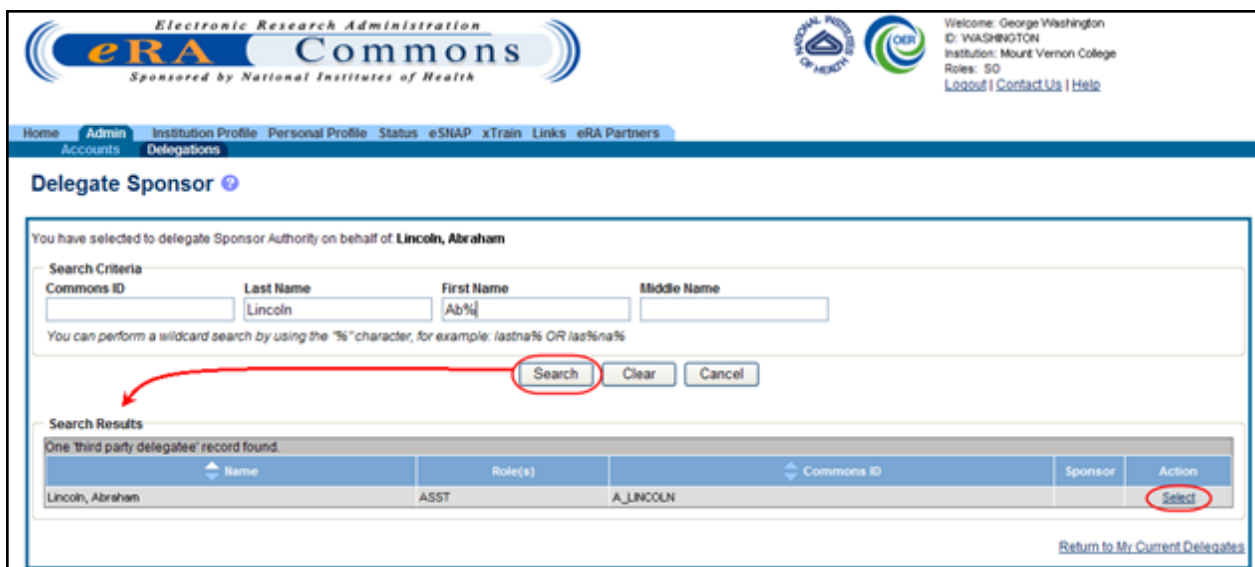 Electronic Research Administration
eRA Commons
Sponsored by National Institutes of Health
NATIONAL INSTITUTES OF HEALTH
OER
Welcome: George Washington
ID: WASHINGTON
Institution: Mount Vernon College
Roles: SO
Logout | Contact Us | Help
Home Admin Institution Profile Personal Profile Status eSNAP xTrain Links eRA Partners
Accounts Delegations
Delegate Sponsor ?
You have selected to delegate Sponsor Authority on behalf of: Lincoln, Abraham
Search Criteria
Commons ID Last Name First Name Middle Name
Lincoln Ab%
You can perform a wildcard search by using the "%" character, for example: lastna% OR las%na%
Search Clear Cancel
Search Results
One 'third party delegatee' record found.
Name Role(s) Commons ID Sponsor Action
Lincoln, Abraham ASST A_LINCOLN Select
Return to My Current Delegates